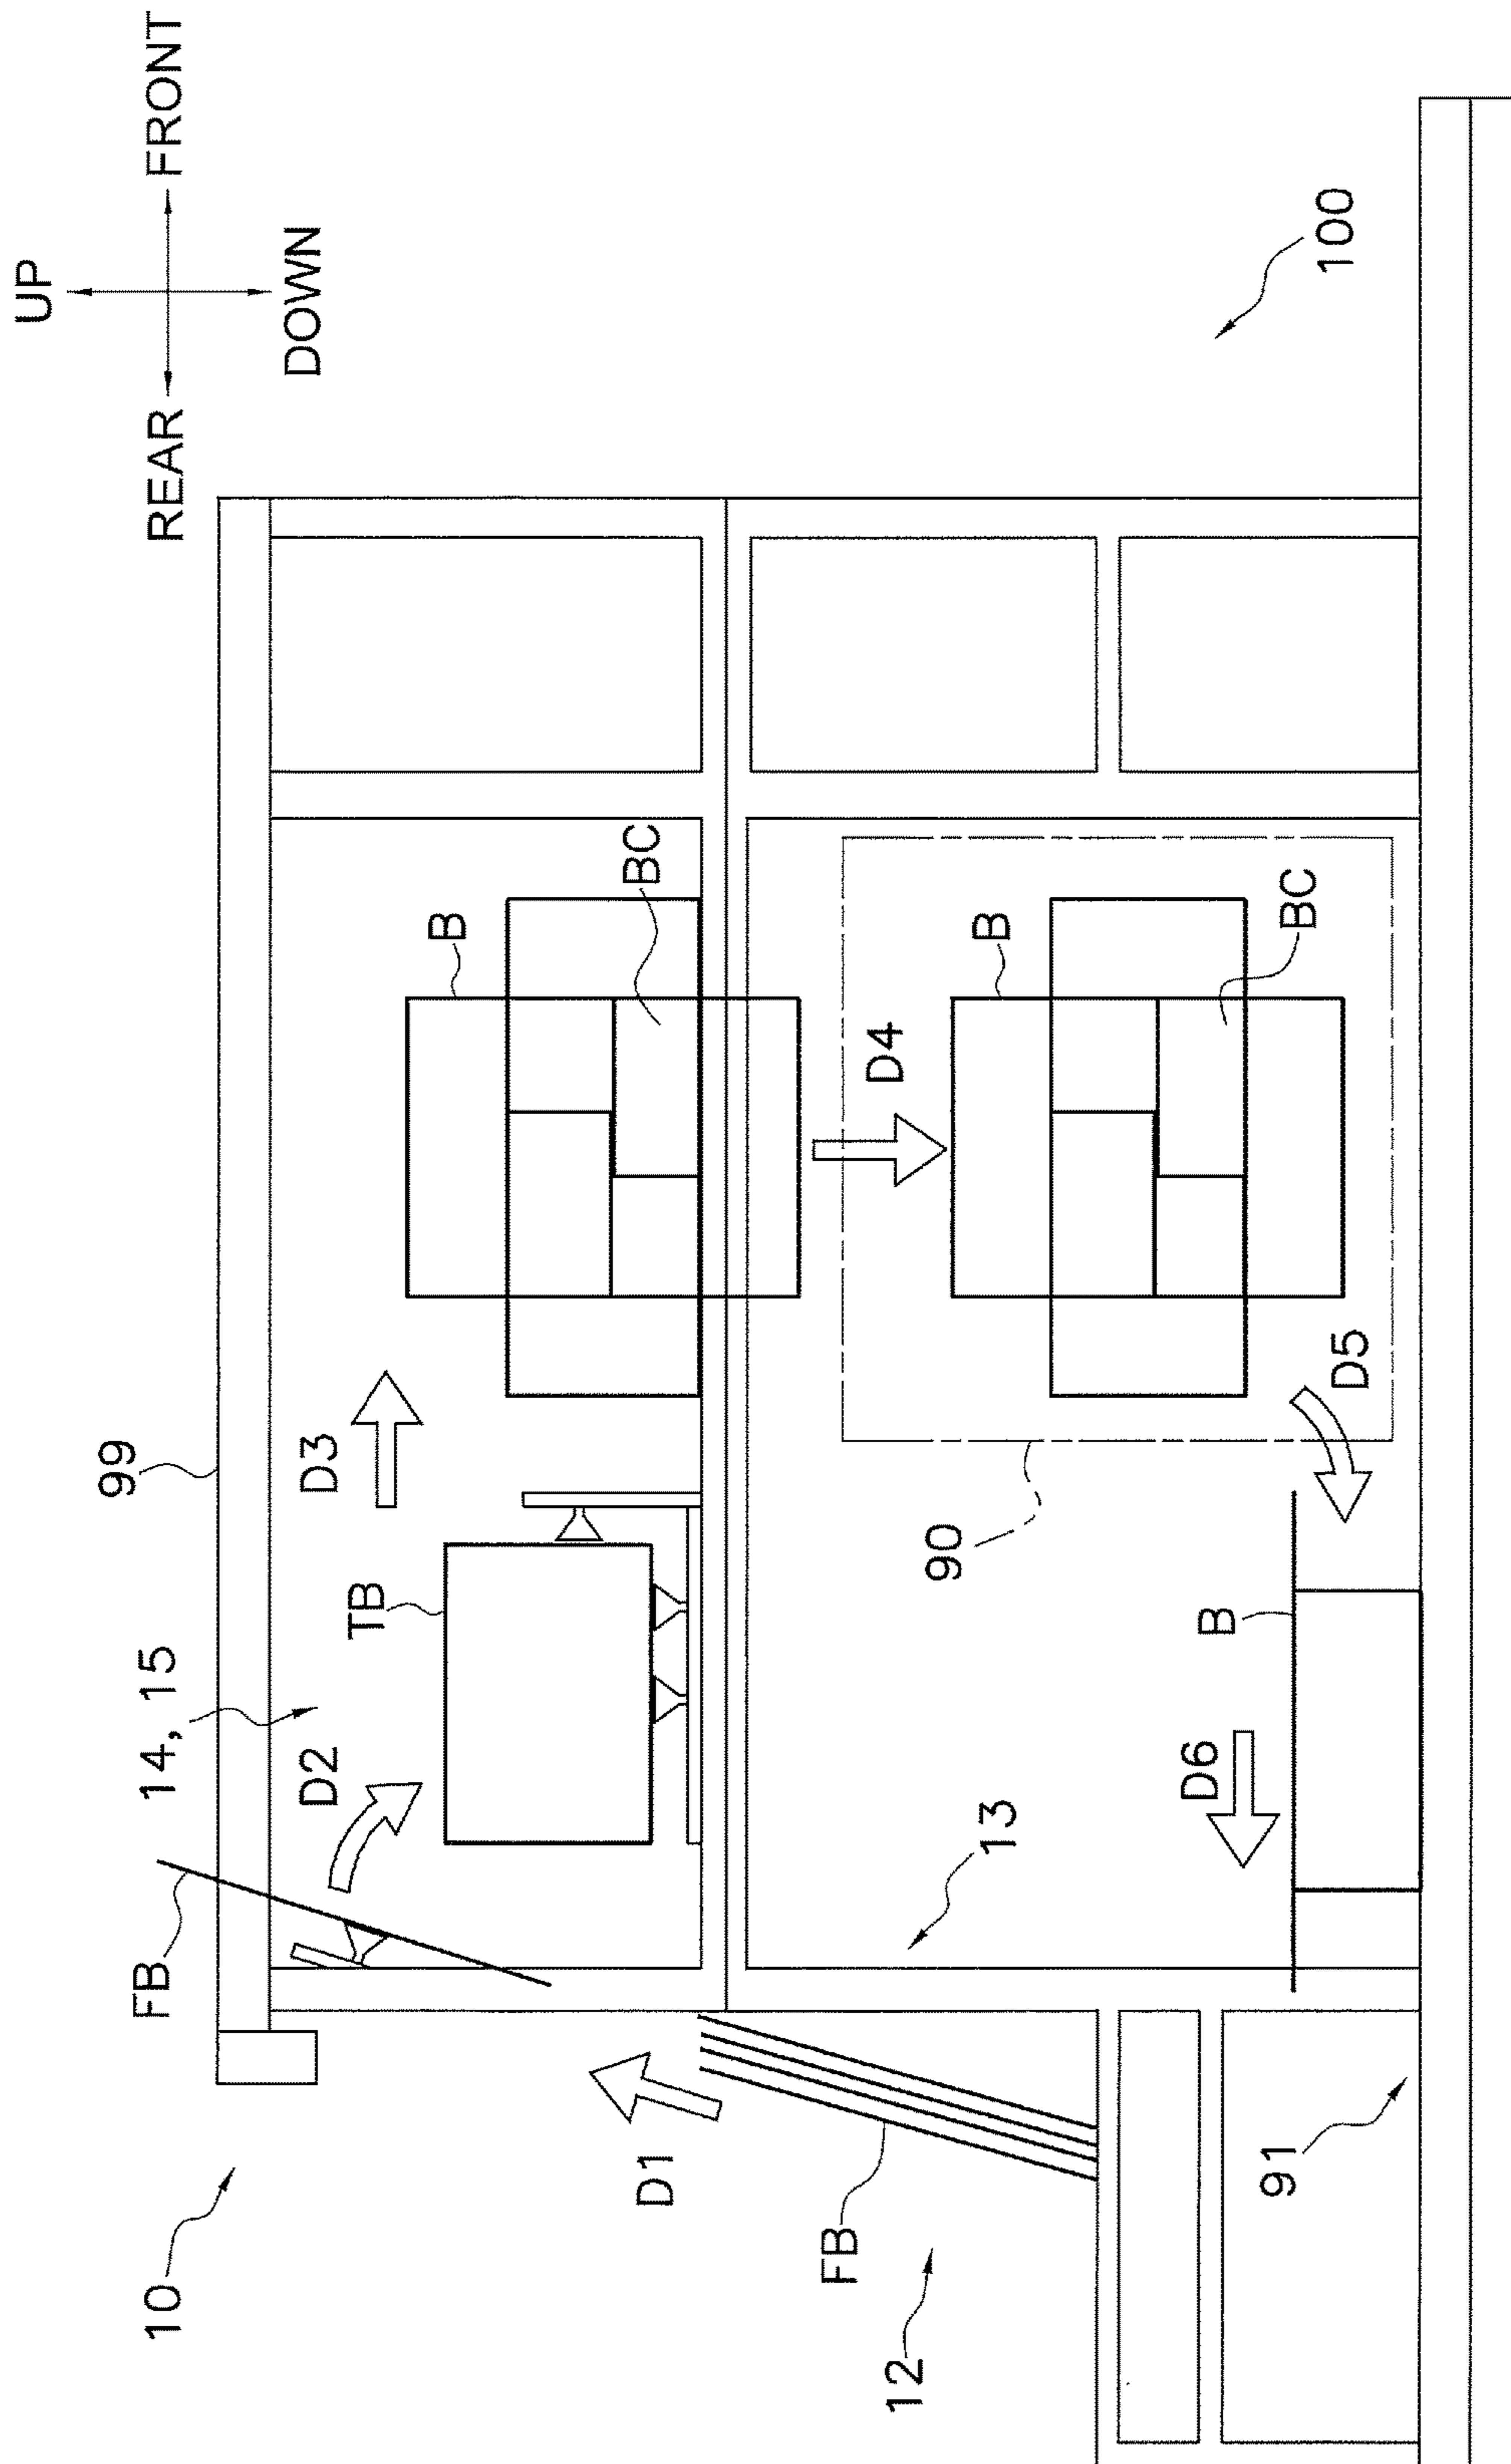 UP
REAR
FRONT
DOWN
99
10
FB
14, 15
D2
D3
TB
B
BC
D1
FB
D4
12
90
B
13
D6
B
91
BC
100
D5